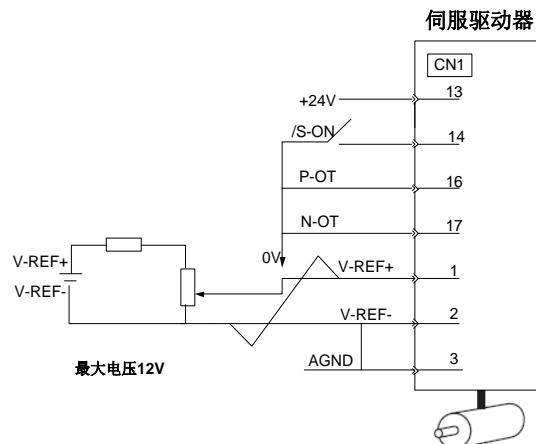 伺服驱动器
CN1
+24V
13
/S-ON
14
P-OT
16
N-OT
17
0V
V-REF+
1
V-REF+
V-REF-
V-REF-
2
AGND
3
最大电压12V